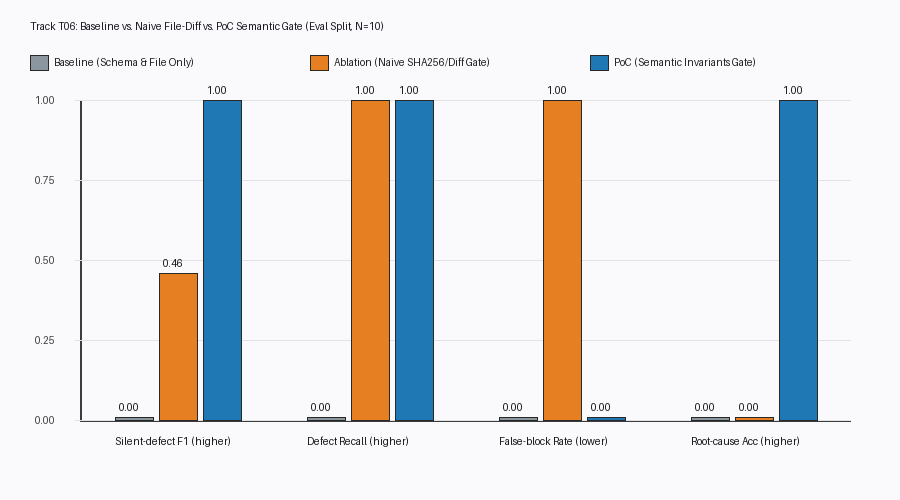 Track T06: Baseline vs. Naive File-Diff vs. PoC Semantic Gate (Eval Split, N=10)
Baseline (Schema & File Only) Ablation (Naive SHA256/Diff Gate) PoC (Semantic Invariants Gate)
1.00 1.00 1.00 1.00 1.00
1.00
0.75
0.50
0.46
0.25
0.00 0.00 0.00 0.00 0.00 0.00
0.00
Silent-defect F1 (higher) Defect Recall (higher) False-block Rate (lower) Root-cause Acc (higher)